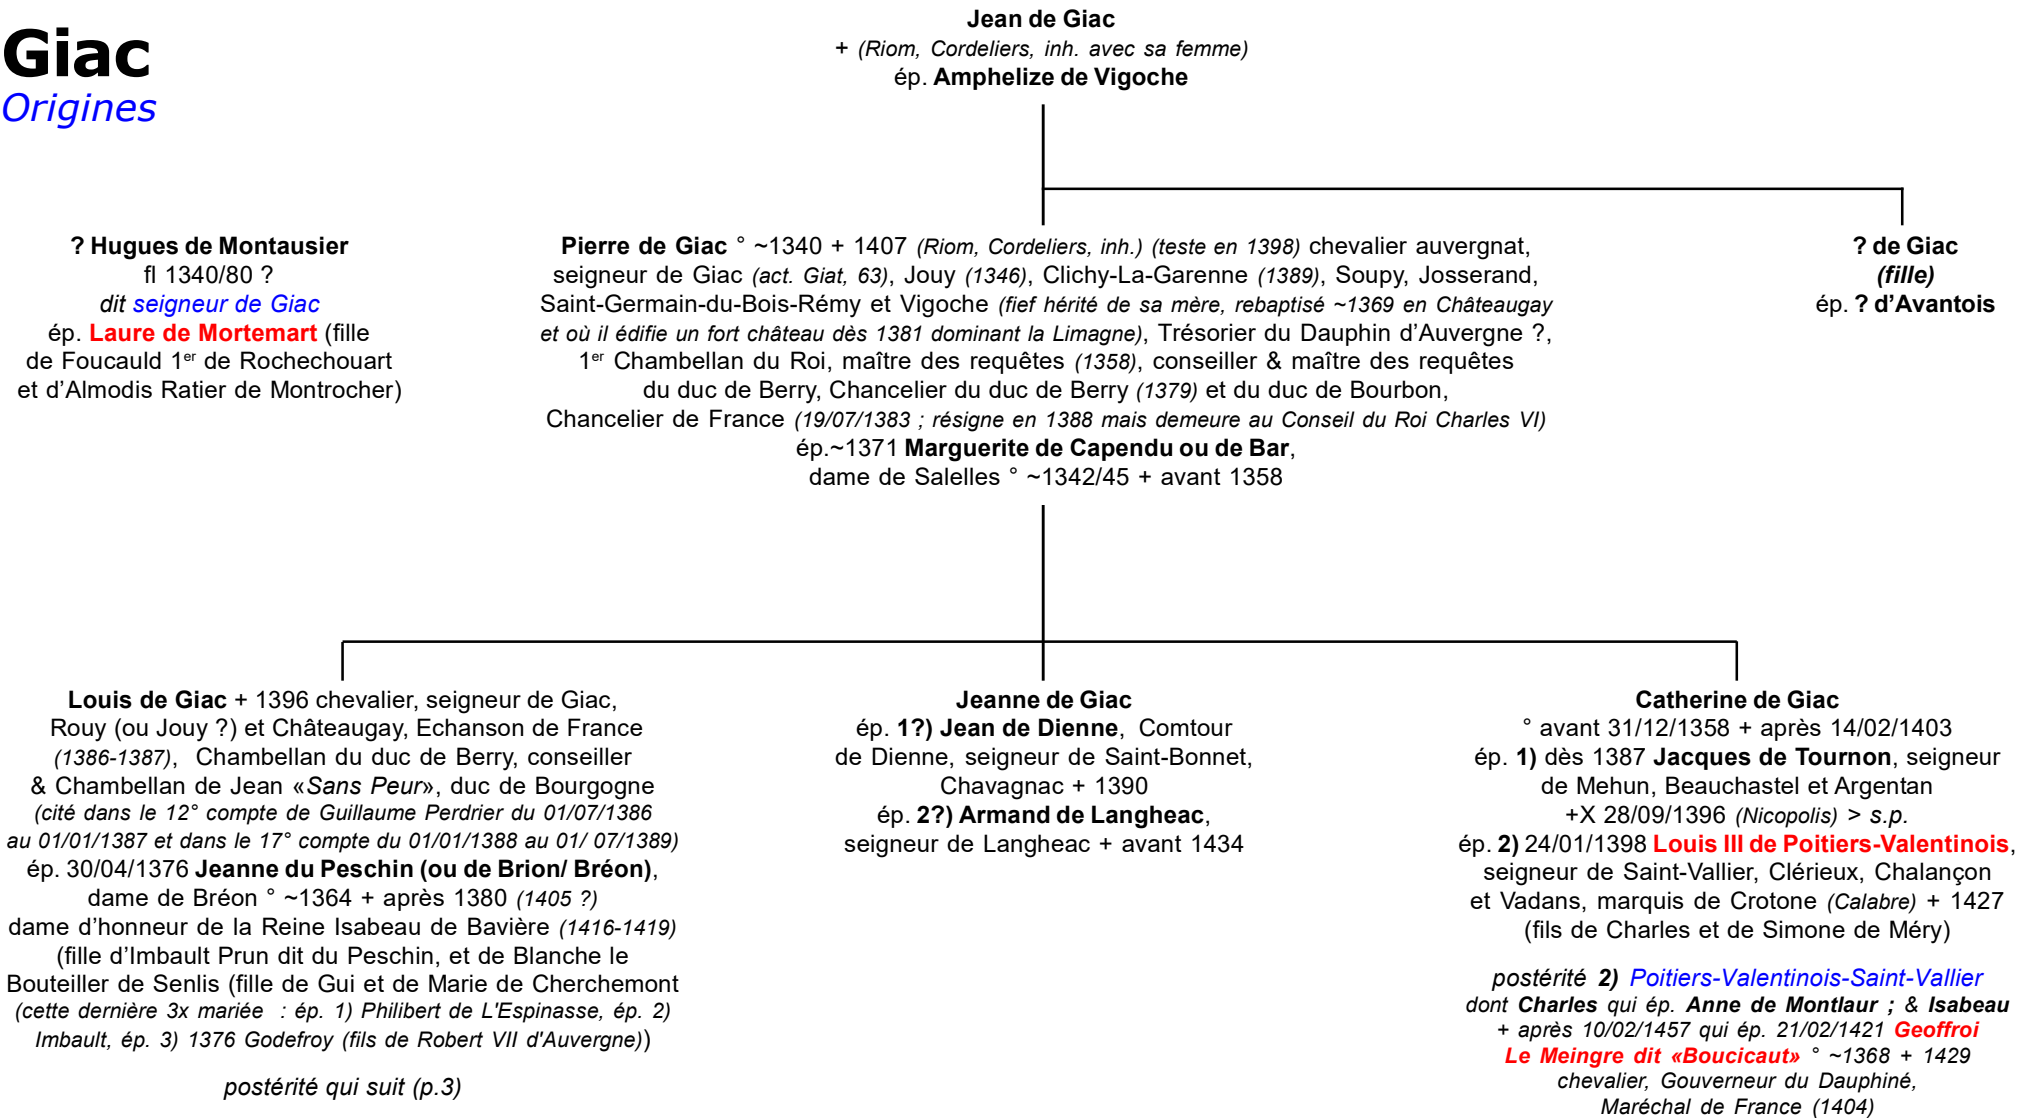 Giac
Origines
Jean de Giac
+ (Riom, Cordeliers, inh. avec sa femme)
ép. Amphelize de Vigoche
? Hugues de Montausier
fl 1340/80 ?
dit seigneur de Giac
ép. Laure de Mortemart (fille
de Foucauld 1er de Rochechouart
et d’Almodis Ratier de Montrocher)
Pierre de Giac ° ~1340 + 1407 (Riom, Cordeliers, inh.) (teste en 1398) chevalier auvergnat,
seigneur de Giac (act. Giat, 63), Jouy (1346), Clichy-La-Garenne (1389), Soupy, Josserand,
Saint-Germain-du-Bois-Rémy et Vigoche (fief hérité de sa mère, rebaptisé ~1369 en Châteaugay
et où il édifie un fort château dès 1381 dominant la Limagne), Trésorier du Dauphin d’Auvergne ?,
1er Chambellan du Roi, maître des requêtes (1358), conseiller & maître des requêtes
du duc de Berry, Chancelier du duc de Berry (1379) et du duc de Bourbon,
Chancelier de France (19/07/1383 ; résigne en 1388 mais demeure au Conseil du Roi Charles VI)
ép.~1371 Marguerite de Capendu ou de Bar,
dame de Salelles ° ~1342/45 + avant 1358
? de Giac
(fille)
ép. ? d’Avantois
Louis de Giac + 1396 chevalier, seigneur de Giac,
Rouy (ou Jouy ?) et Châteaugay, Echanson de France
(1386-1387), Chambellan du duc de Berry, conseiller
& Chambellan de Jean «Sans Peur», duc de Bourgogne
(cité dans le 12° compte de Guillaume Perdrier du 01/07/1386
au 01/01/1387 et dans le 17° compte du 01/01/1388 au 01/ 07/1389)
ép. 30/04/1376 Jeanne du Peschin (ou de Brion/ Bréon),
dame de Bréon ° ~1364 + après 1380 (1405 ?)
dame d’honneur de la Reine Isabeau de Bavière (1416-1419)
(fille d’Imbault Prun dit du Peschin, et de Blanche le
Bouteiller de Senlis (fille de Gui et de Marie de Cherchemont
(cette dernière 3x mariée : ép. 1) Philibert de L'Espinasse, ép. 2)
Imbault, ép. 3) 1376 Godefroy (fils de Robert VII d'Auvergne))
postérité qui suit (p.3)
Jeanne de Giac
ép. 1?) Jean de Dienne, Comtour
de Dienne, seigneur de Saint-Bonnet,
Chavagnac + 1390
ép. 2?) Armand de Langheac,
seigneur de Langheac + avant 1434
Catherine de Giac
° avant 31/12/1358 + après 14/02/1403
ép. 1) dès 1387 Jacques de Tournon, seigneur
de Mehun, Beauchastel et Argentan
+X 28/09/1396 (Nicopolis) > s.p.
ép. 2) 24/01/1398 Louis III de Poitiers-Valentinois,
seigneur de Saint-Vallier, Clérieux, Chalançon
et Vadans, marquis de Crotone (Calabre) + 1427
(fils de Charles et de Simone de Méry)
postérité 2) Poitiers-Valentinois-Saint-Vallier
dont Charles qui ép. Anne de Montlaur ; & Isabeau
+ après 10/02/1457 qui ép. 21/02/1421 Geoffroi
Le Meingre dit «Boucicaut» ° ~1368 + 1429
chevalier, Gouverneur du Dauphiné,
Maréchal de France (1404)